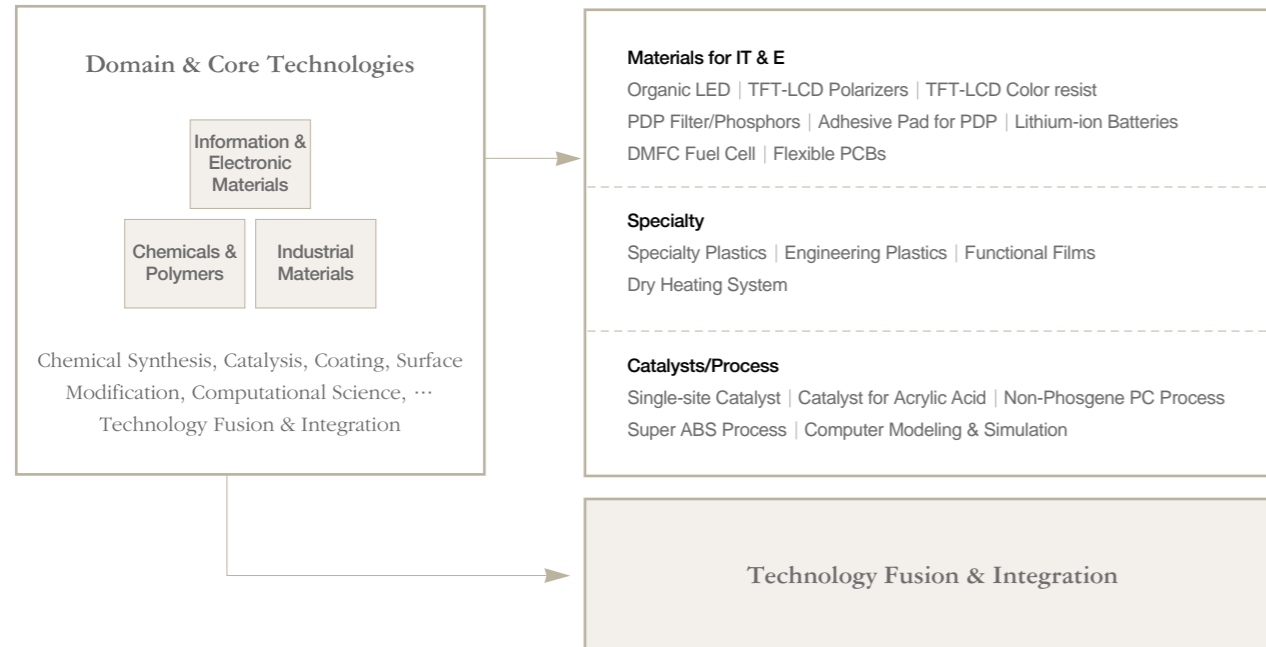 Domain & Core Technologies
Information &
Electronic
Materials
Chemicals &
Polymers
Industrial
Materials
Chemical Synthesis, Catalysis, Coating, Surface
Modification, Computational Science, ⋯
Technology Fusion & Integration
Materials for IT & E
Organic LED | TFT-LCD Polarizers | TFT-LCD Color resist
PDP Filter/Phosphors | Adhesive Pad for PDP | Lithium-ion Batteries
DMFC Fuel Cell | Flexible PCBs
Specialty
Specialty Plastics | Engineering Plastics | Functional Films
Dry Heating System
Catalysts/Process
Single-site Catalyst | Catalyst for Acrylic Acid | Non-Phosgene PC Process
Super ABS Process | Computer Modeling & Simulation
Technology Fusion & Integration